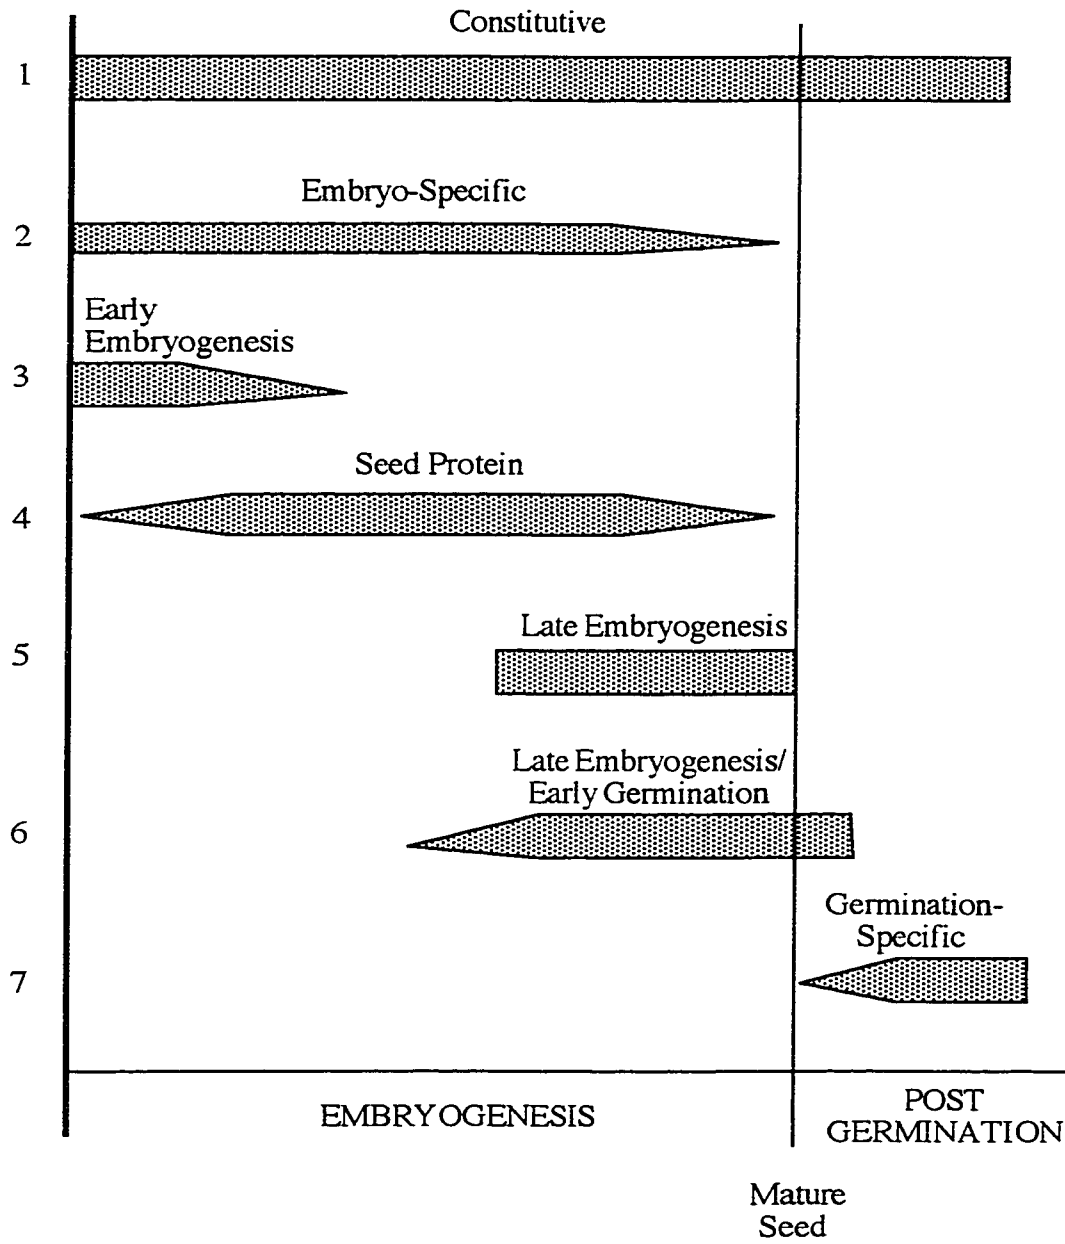 Constitutive
1
Embryo-Specific
2
Early
Embryogenesis
3
Seed Protein
4
Late Embryogenesis
5
Late Embryogenesis/
Early Germination
6
Germination-
Specific
7
EMBRYOGENESIS
POST
GERMINATION
Mature
Seed